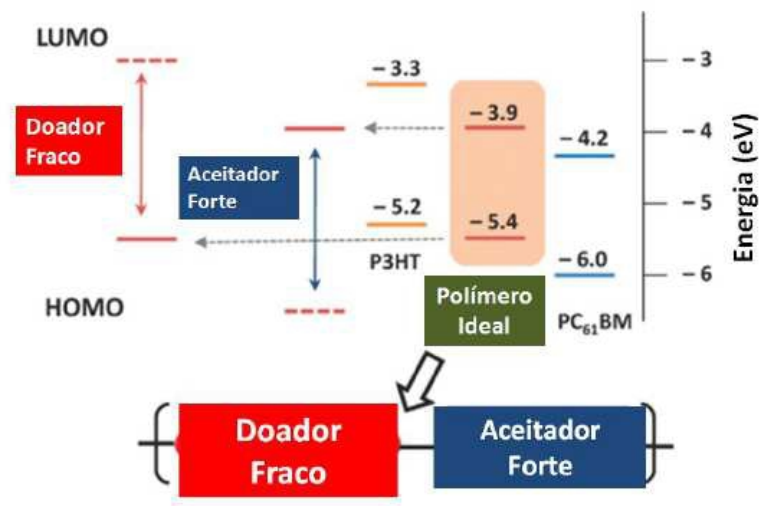 LUMO
Doador
Fraco
Aceitador
Forte
HOMO
– 3.3
– 5.2
P3HT
– 3.9
– 5.4
Polímero
Ideal
– 4.2
– 6.0
PC₆₁BM
– 3
– 4
– 5
– 6
Energia (eV)
Doador
Fraco
Aceitador
Forte